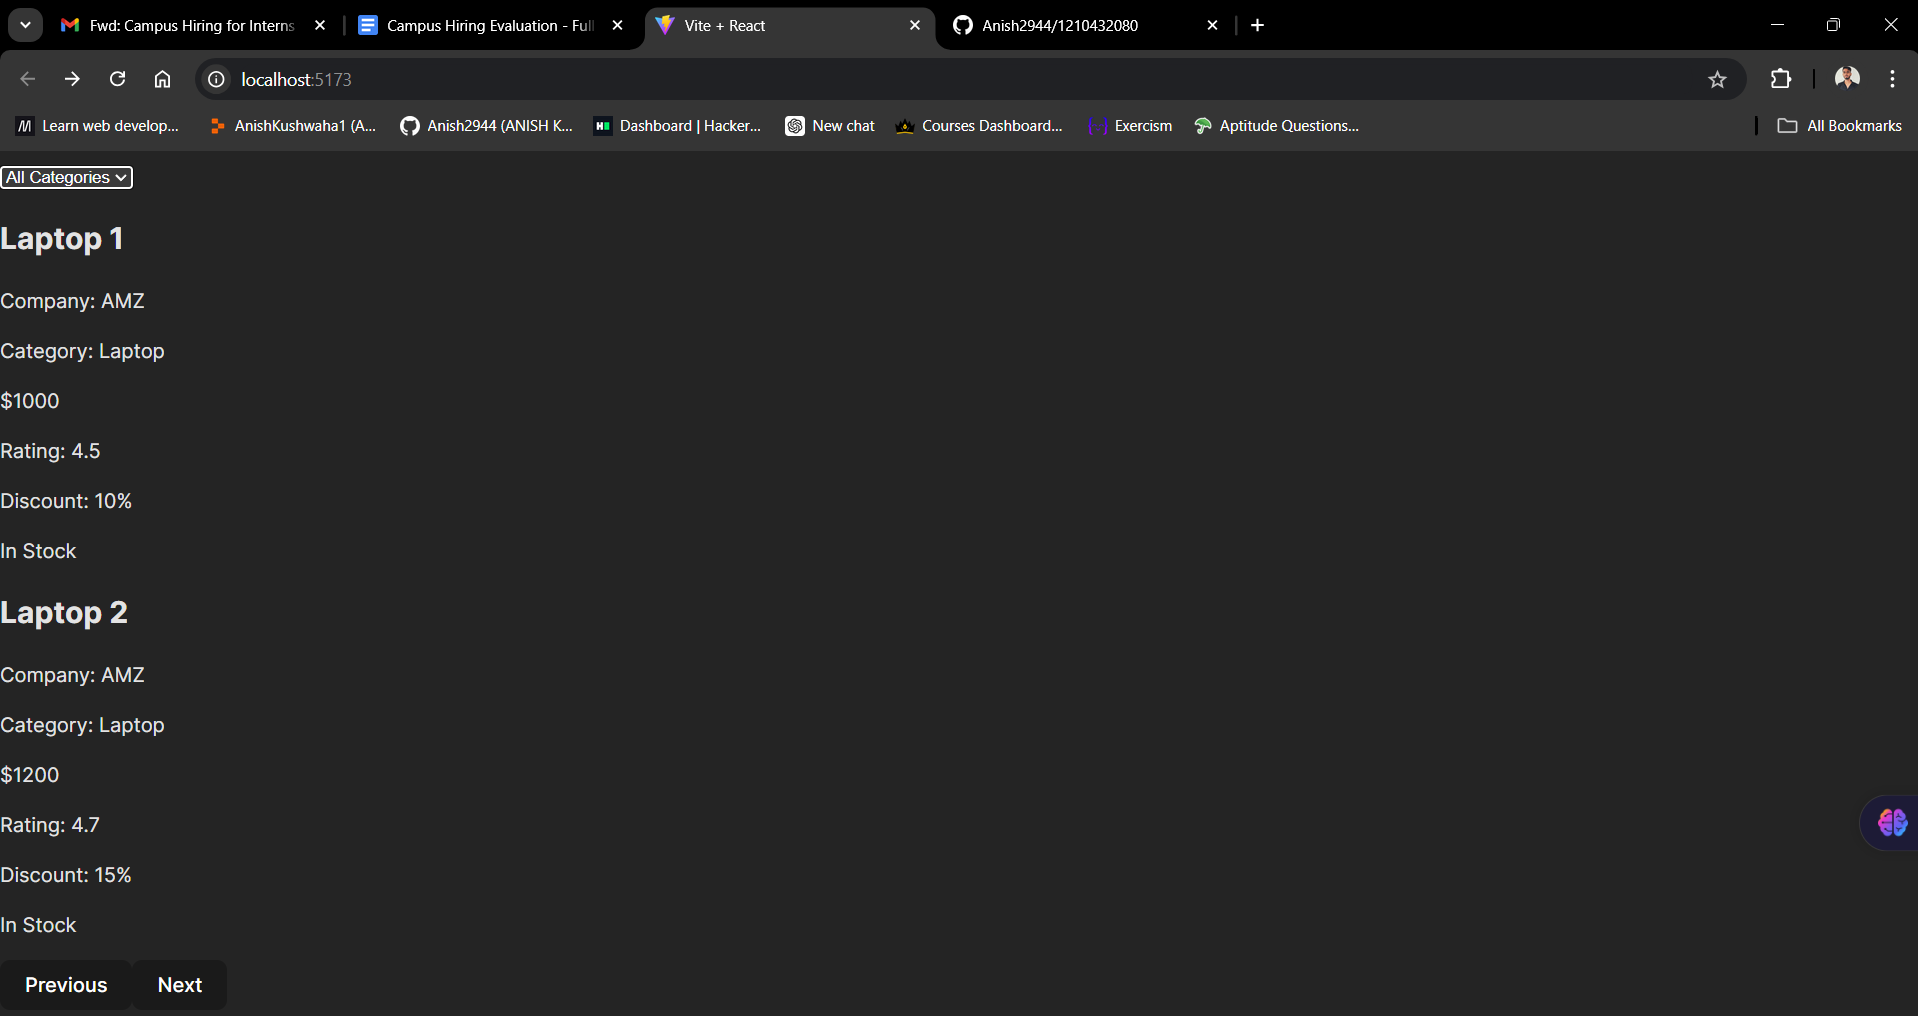 Fwd: Campus Hiring for Interns
Campus Hiring Evaluation - Full
Vite + React
Anish2944/1210432080
localhost:5173
Learn web develop...
AnishKushwaha1 (A...
Anish2944 (ANISH K...
Dashboard | Hacker...
New chat
Courses Dashboard...
Exercism
Aptitude Questions...
All Bookmarks
All Categories
Laptop 1
Company: AMZ
Category: Laptop
$1000
Rating: 4.5
Discount: 10%
In Stock
Laptop 2
Company: AMZ
Category: Laptop
$1200
Rating: 4.7
Discount: 15%
In Stock
Previous
Next